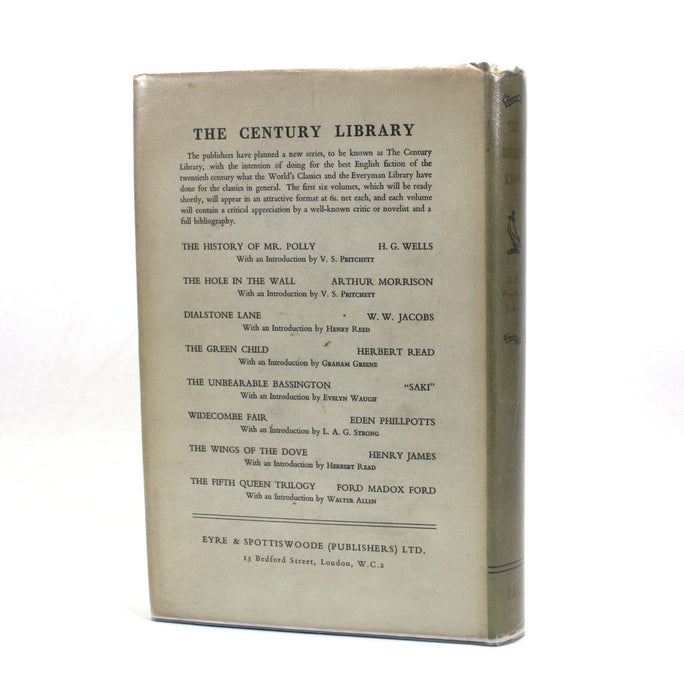 THE CENTURY LIBRARY
The publishers have planned a new series, to be known as The Century
Library, with the intention of doing for the best English fiction of the
twentieth century what the World's Classics and the Everyman Library have
done for the classics in general. The first six volumes, which will be ready
shortly, will appear in an attractive format at 6s. net each, and each volume
will contain a critical appreciation by a well-known critic or novelist and a
full bibliography.
THE HISTORY OF MR. POLLY H. G. WELLS
With an Introduction by V. S. PRITCHETT
THE HOLE IN THE WALL ARTHUR MORRISON
With an Introduction by V. S. PRITCHETT
DIALSTONE LANE W. W. JACOBS
With an Introduction by HENRY REED
THE GREEN CHILD HERBERT READ
With an Introduction by GRAHAM GREENE
THE UNBEARABLE BASSINGTON "SAKI"
With an Introduction by EVELYN WAUGH
WIDECOMBE FAIR EDEN PHILLPOTTS
With an Introduction by L. A. G. STRONG
THE WINGS OF THE DOVE HENRY JAMES
With an Introduction by HERBERT READ
THE FIFTH QUEEN TRILOGY FORD MADOX FORD
With an Introduction by WALTER ALLEN
EYRE & SPOTTISWOODE (PUBLISHERS) LTD.
15 Bedford Street, London, W.C.2